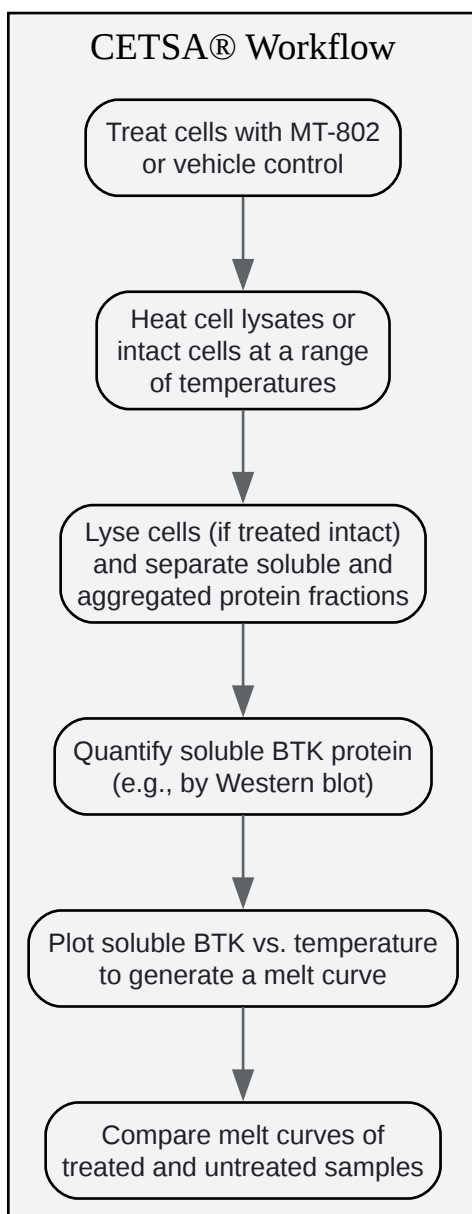 CETSA® Workflow
Treat cells with MT-802
or vehicle control
Heat cell lysates or
intact cells at a range
of temperatures
Lyse cells (if treated intact)
and separate soluble and
aggregated protein fractions
Quantify soluble BTK protein
(e.g., by Western blot)
Plot soluble BTK vs. temperature
to generate a melt curve
Compare melt curves of
treated and untreated samples